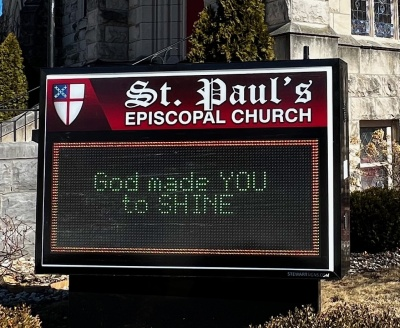 St. Paul's
EPISCOPAL CHURCH
God made YOU
to SHINE